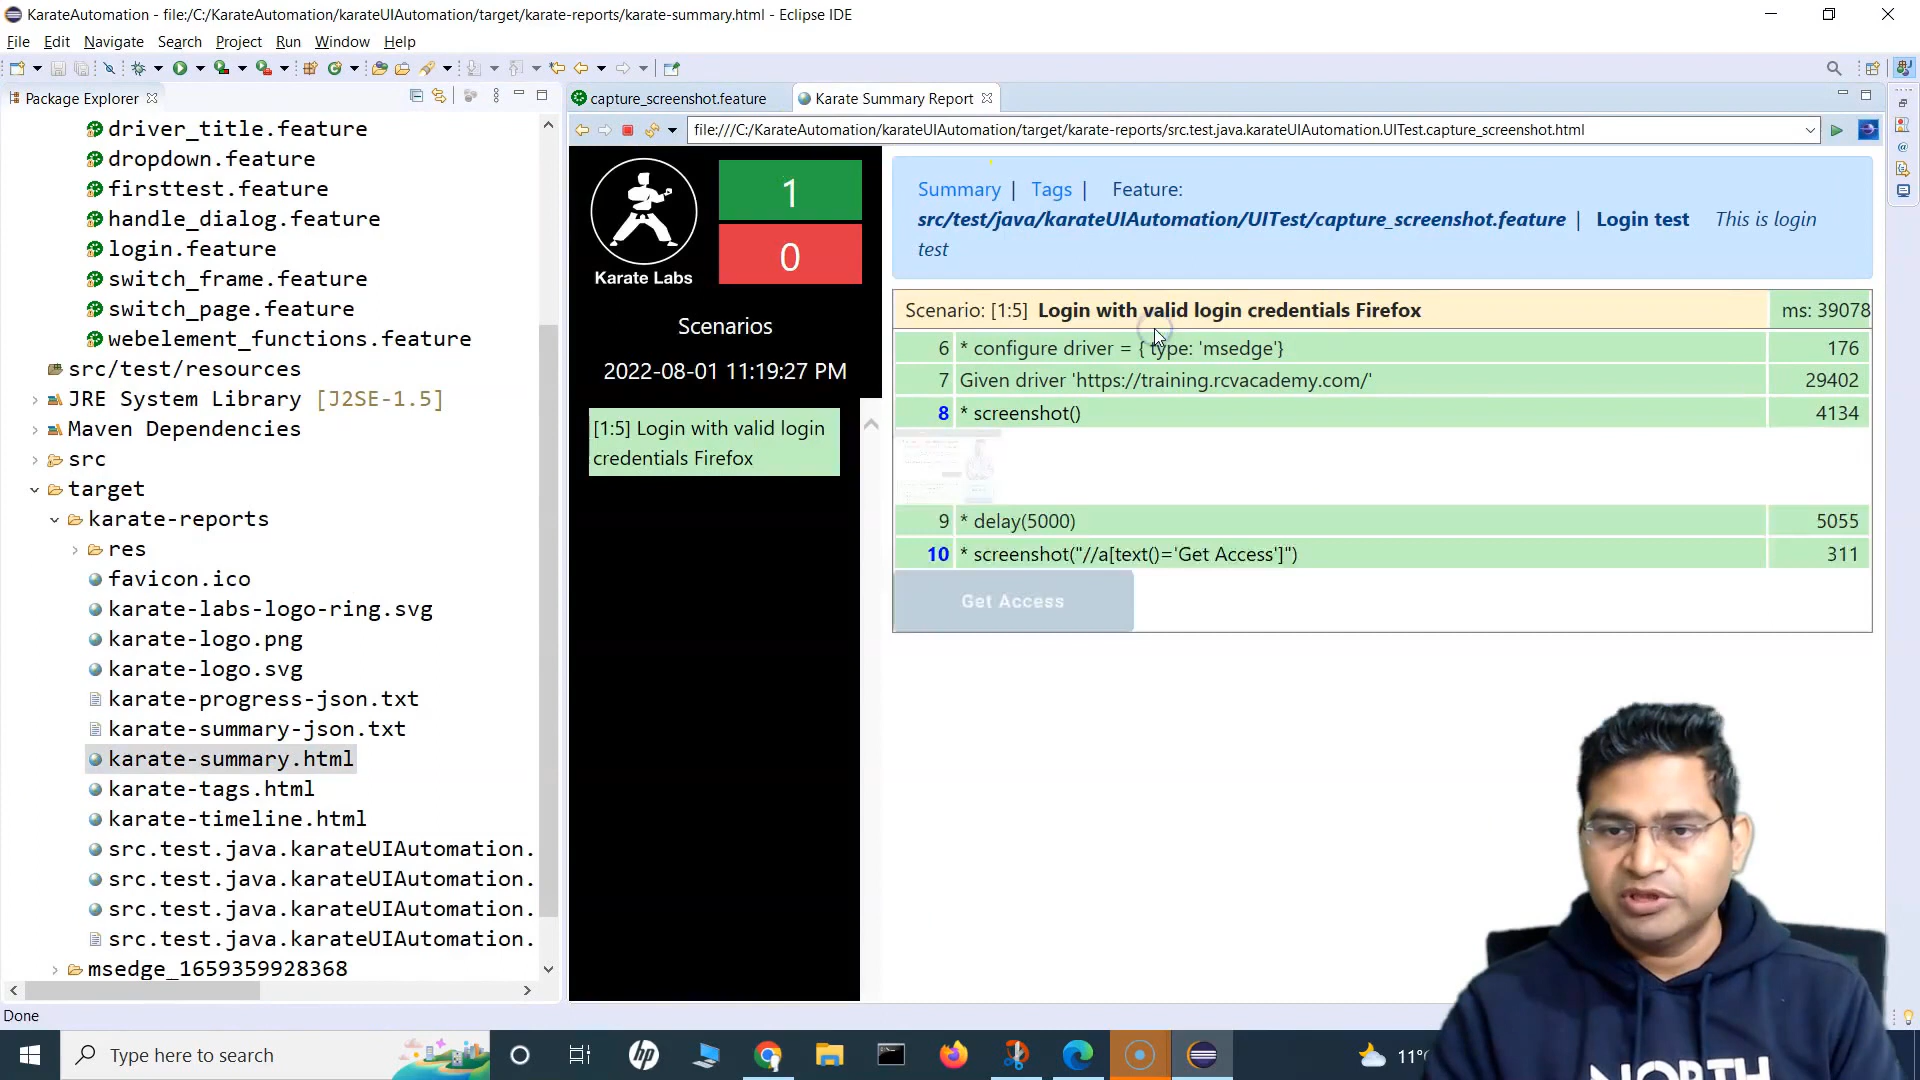 KarateAutomation - file:/C:/KarateAutomation/karateUIAutomation/target/karate-reports/karate-summary.html - Eclipse IDE
File Edit Navigate Search Project Run Window Help
Package Explorer
driver_title.feature
dropdown.feature
firsttest.feature
handle_dialog.feature
login.feature
switch_frame.feature
switch_page.feature
webelement_functions.feature
src/test/resources
JRE System Library [J2SE-1.5]
Maven Dependencies
src
target
karate-reports
res
favicon.ico
karate-labs-logo-ring.svg
karate-logo.png
karate-logo.svg
karate-progress-json.txt
karate-summary-json.txt
karate-summary.html
karate-tags.html
karate-timeline.html
src.test.java.karateUIAutomation.
src.test.java.karateUIAutomation.
src.test.java.karateUIAutomation.
src.test.java.karateUIAutomation.
msedge_1659359928368
capture_screenshot.feature Karate Summary Report
file:///C:/KarateAutomation/karateUIAutomation/target/karate-reports/src.test.java.karateUIAutomation.UITest.capture_screenshot.html
Karate Labs
1
0
Scenarios
2022-08-01 11:19:27 PM
[1:5] Login with valid login
credentials Firefox
Summary | Tags | Feature:
src/test/java/karateUIAutomation/UITest/capture_screenshot.feature | Login test This is login
test
Scenario: [1:5] Login with valid login credentials Firefox ms: 39078
6 * configure driver = { type: 'msedge'} 176
7 Given driver 'https://training.rcvacademy.com/' 29402
8 * screenshot() 4134
9 * delay(5000) 5055
10 * screenshot("//a[text()='Get Access']") 311
Get Access
Done
Type here to search
hp
11°
NORTH